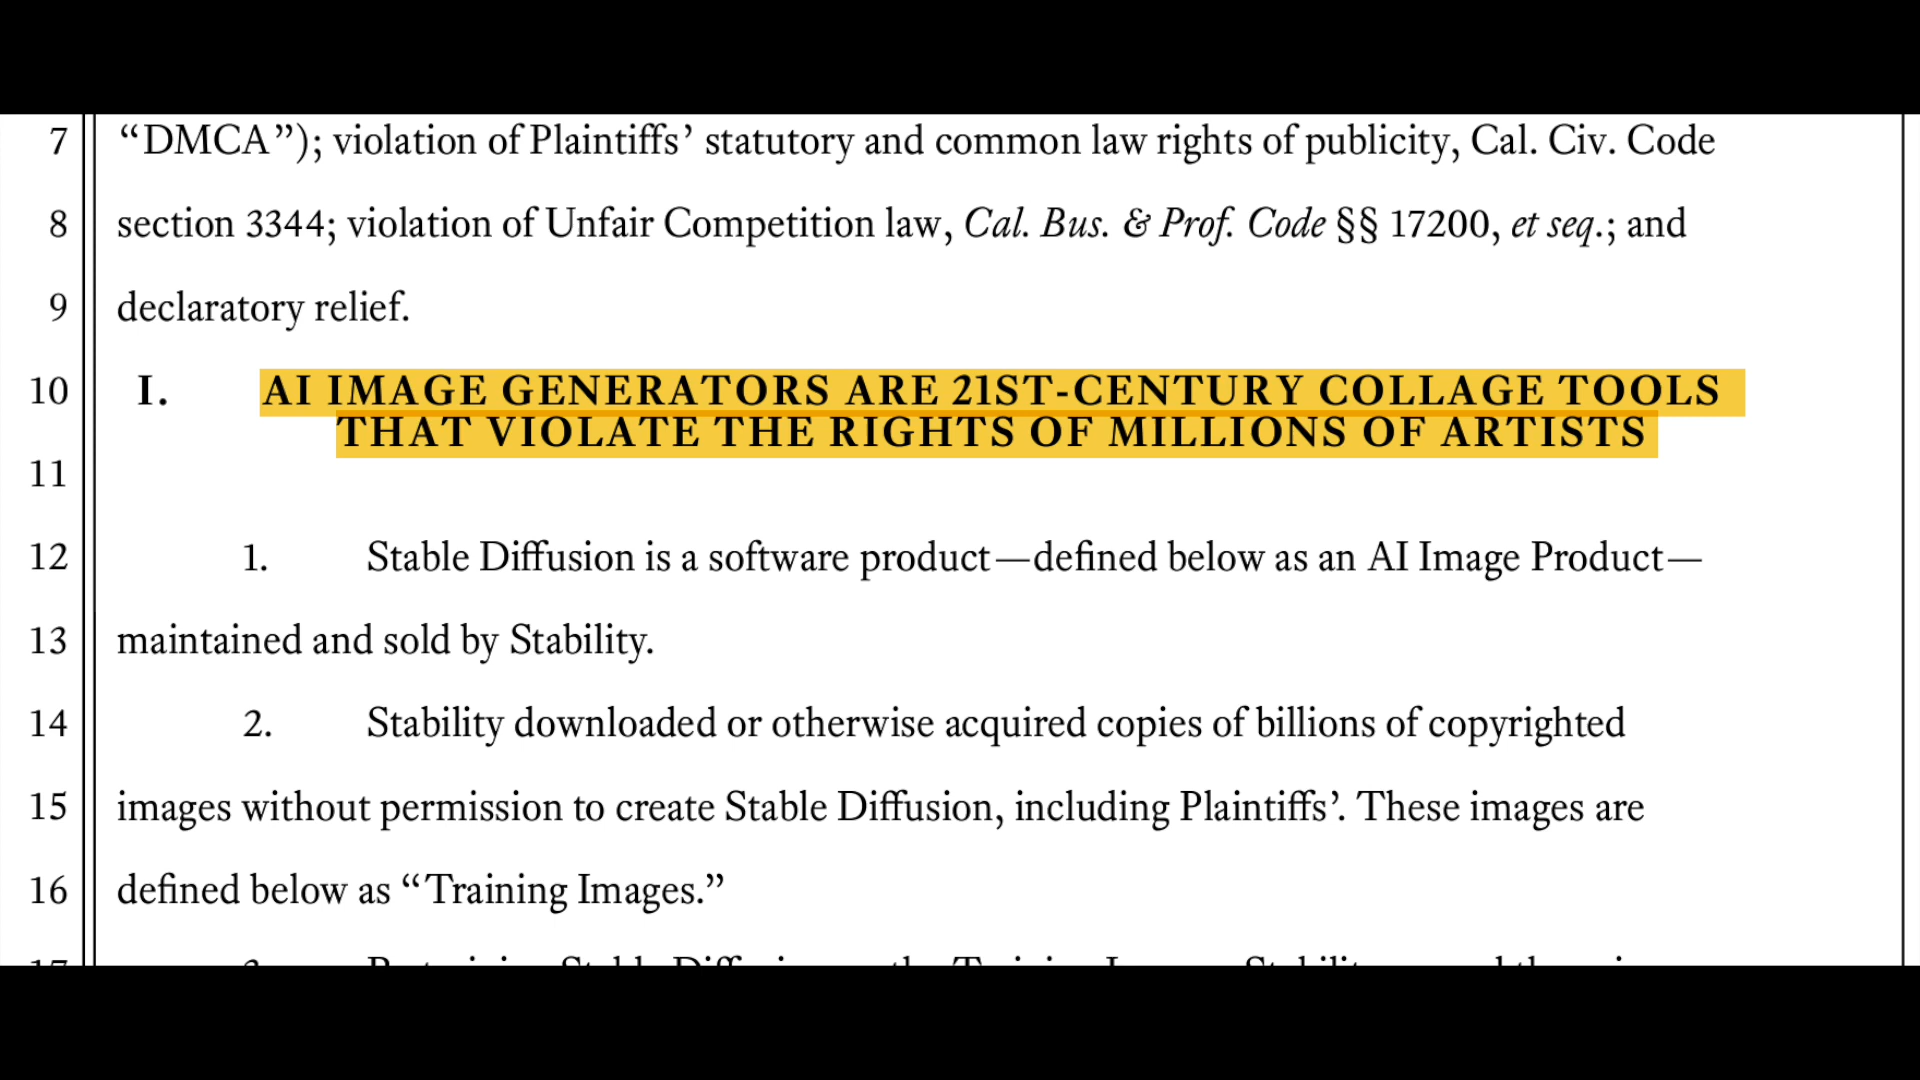 7 “DMCA”); violation of Plaintiffs’ statutory and common law rights of publicity, Cal. Civ. Code
8 section 3344; violation of Unfair Competition law, Cal. Bus. & Prof. Code §§ 17200, et seq.; and
9 declaratory relief.
10 I. AI IMAGE GENERATORS ARE 21ST-CENTURY COLLAGE TOOLS
THAT VIOLATE THE RIGHTS OF MILLIONS OF ARTISTS
11
12 1. Stable Diffusion is a software product—defined below as an AI Image Product—
13 maintained and sold by Stability.
14 2. Stability downloaded or otherwise acquired copies of billions of copyrighted
15 images without permission to create Stable Diffusion, including Plaintiffs’. These images are
16 defined below as “Training Images.”